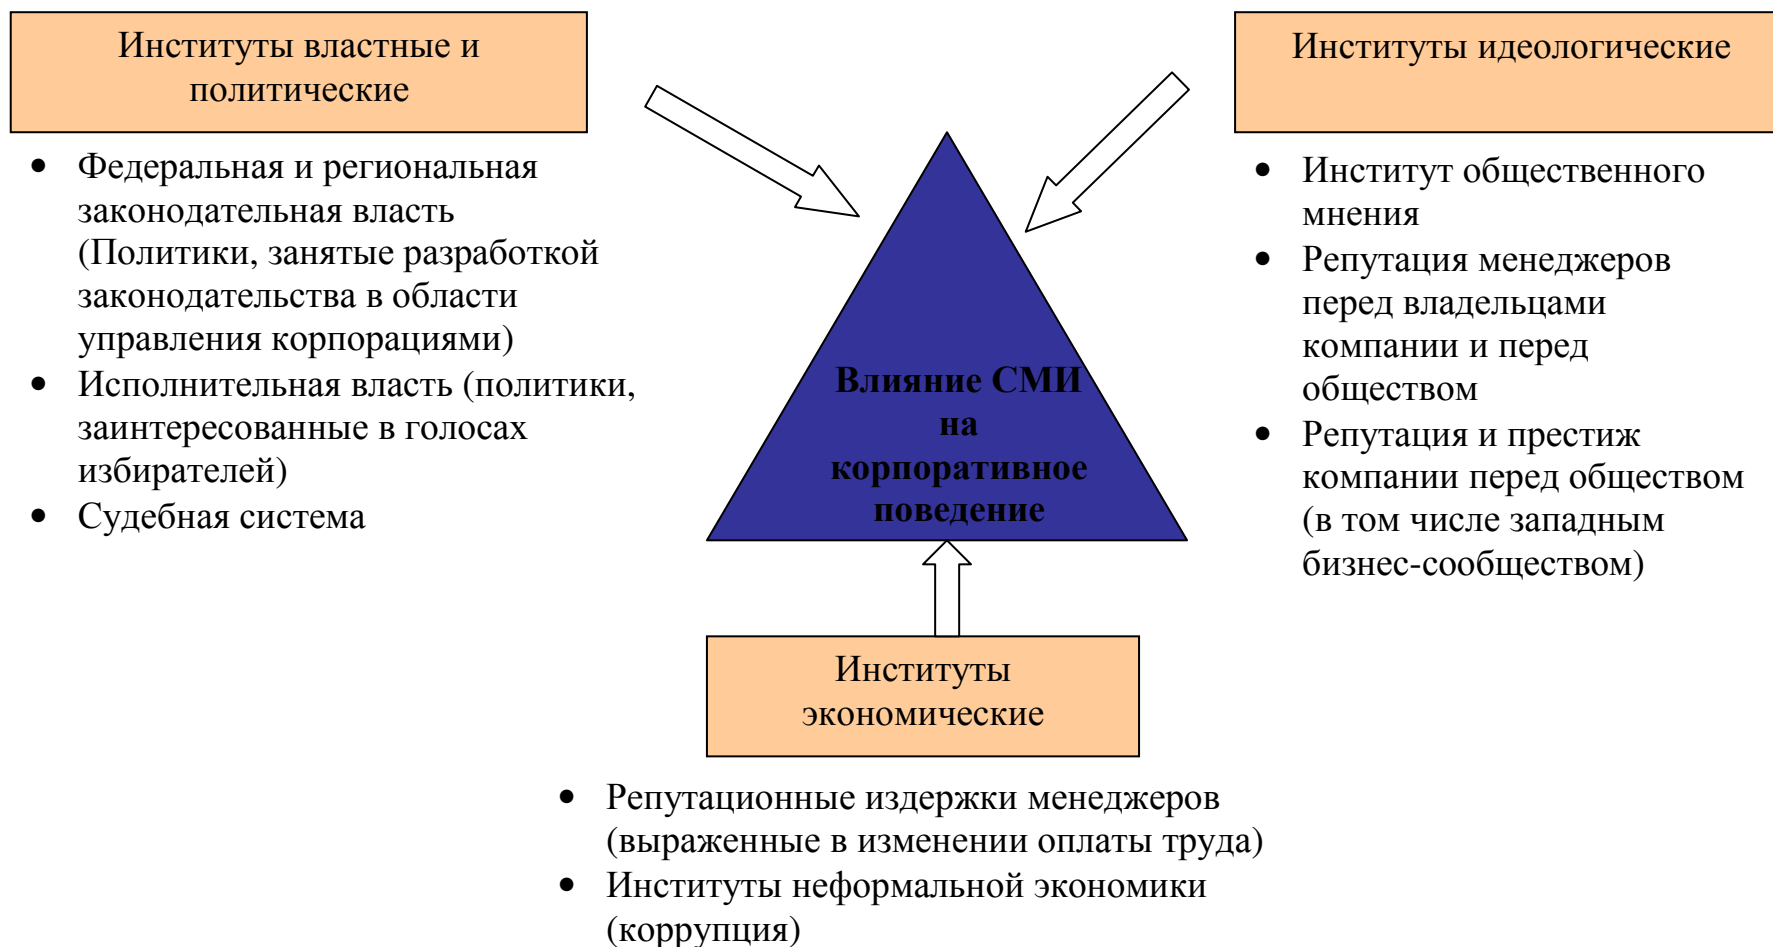 Институты властные и
политические
• Федеральная и региональная
законодательная власть
(Политики, занятые разработкой
законодательства в области
управления корпорациями)
• Исполнительная власть (политики,
заинтересованные в голосах
избирателей)
• Судебная система
Институты идеологические
• Институт общественного
мнения
• Репутация менеджеров
перед владельцами
компании и перед
обществом
• Репутация и престиж
компании перед обществом
(в том числе западным
бизнес-сообществом)
Влияние СМИ
на
корпоративное
поведение
Институты
экономические
• Репутационные издержки менеджеров
(выраженные в изменении оплаты труда)
• Институты неформальной экономики
(коррупция)